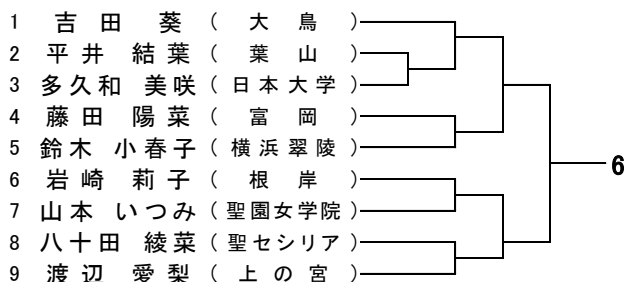 1 吉田 葵 (大鳥)
2 平井 結葉 (葉山)
3 多久和 美咲 (日本大学)
4 藤田 陽菜 (富岡)
5 鈴木 小春子 (横浜翠陵)
6 岩崎 莉子 (根岸)
7 山本 いつみ (聖園女学院)
8 八十田 綾菜 (聖セシリア)
9 渡辺 愛梨 (上の宮)
6